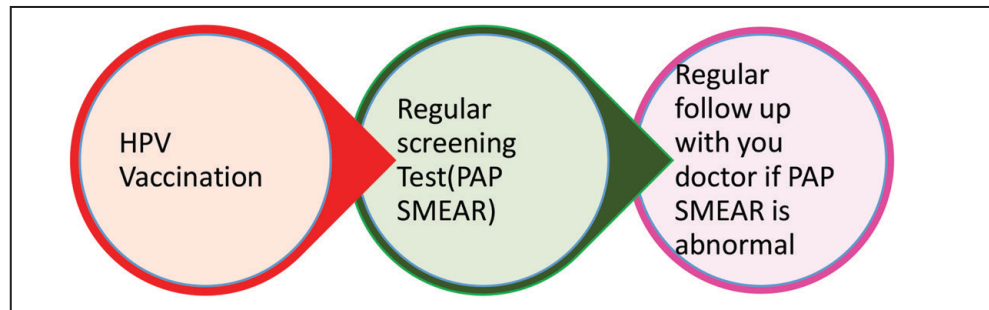 HPV
Vaccination
Regular
screening
Test(PAP
SMEAR)
Regular
follow up
with you
doctor if PAP
SMEAR is
abnormal